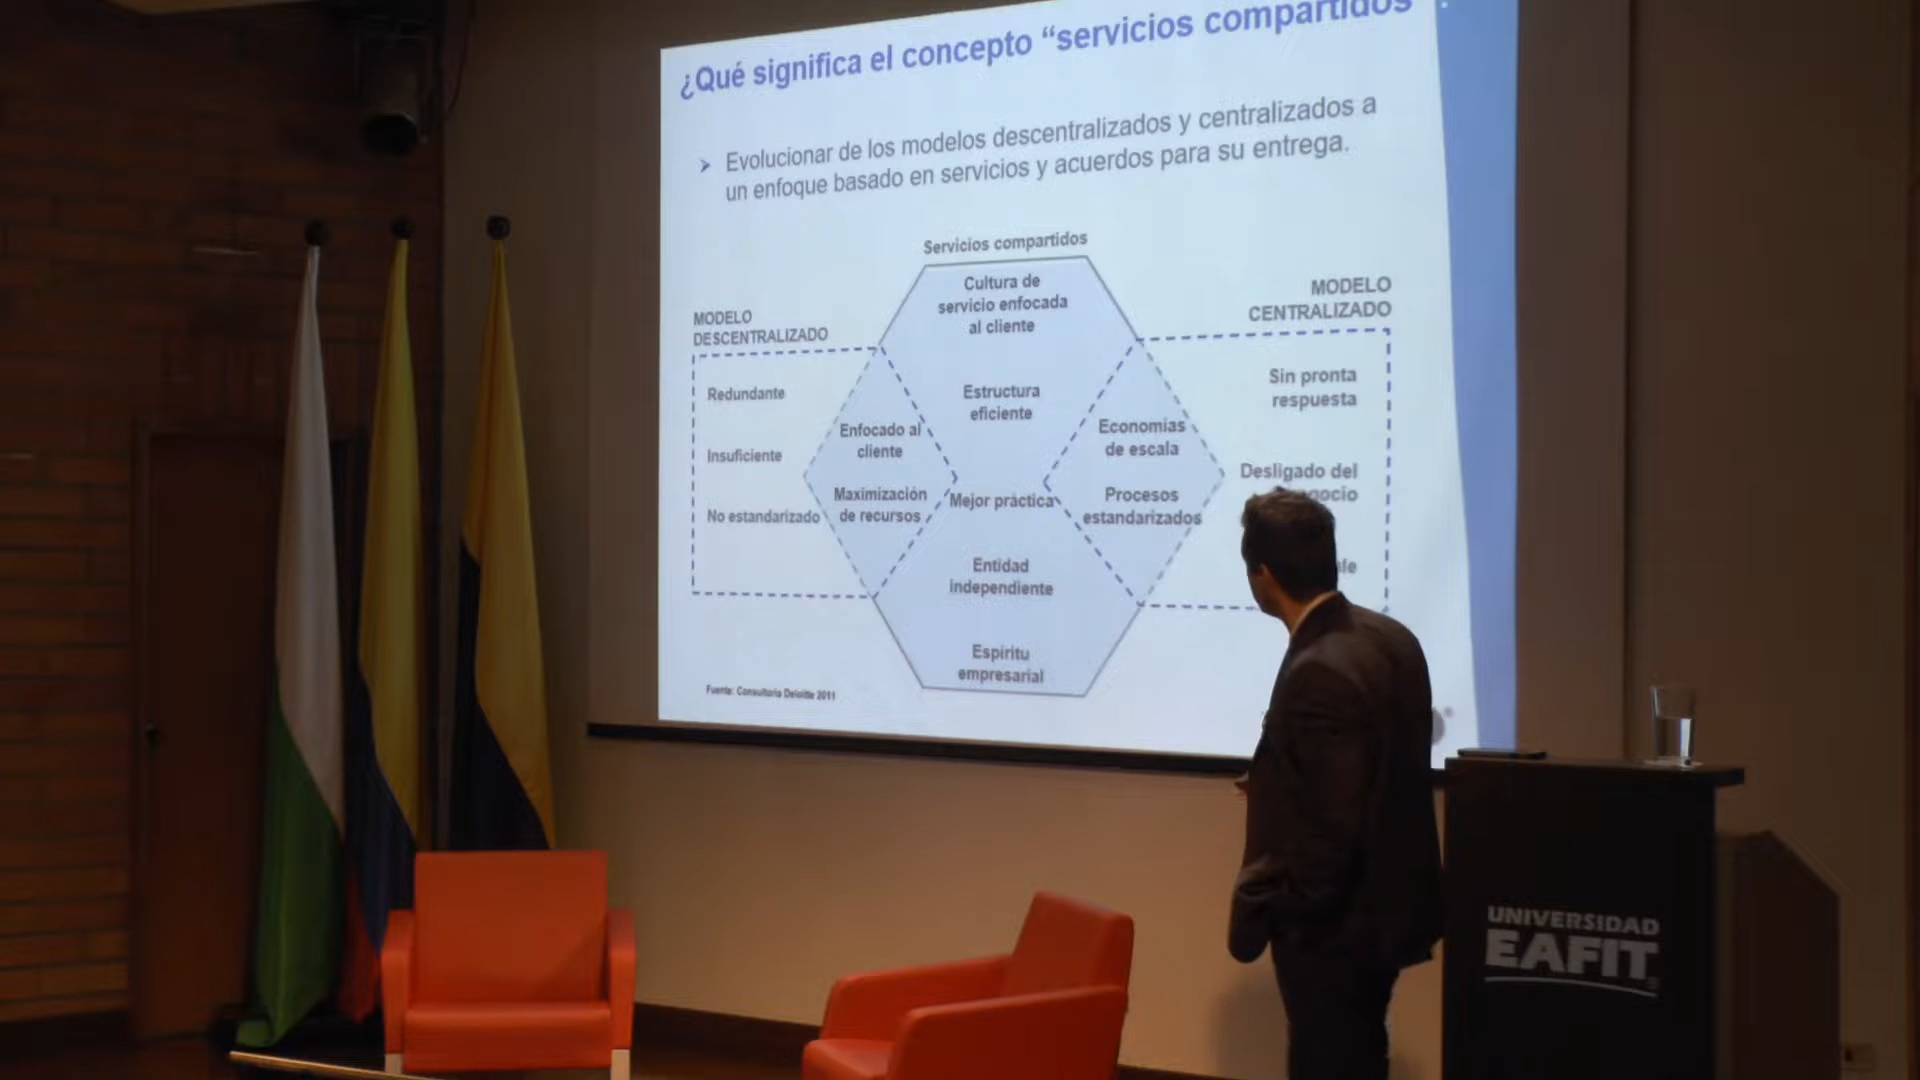 ¿Qué significa el concepto “servicios compartidos
➢ Evolucionar de los modelos descentralizados y centralizados a
un enfoque basado en servicios y acuerdos para su entrega.
Servicios compartidos
MODELO
DESCENTRALIZADO
Redundante
Insuficiente
No estandarizado
Enfocado al
cliente
Maximización
de recursos
Cultura de
servicio enfocada
al cliente
Estructura
eficiente
Mejor práctica
Entidad
independiente
Espíritu
empresarial
MODELO
CENTRALIZADO
Economías
de escala
Procesos
estandarizados
Sin pronta
respuesta
Desligado del
Fuente: Consultoría Deloitte 2011
UNIVERSIDAD
EAFIT